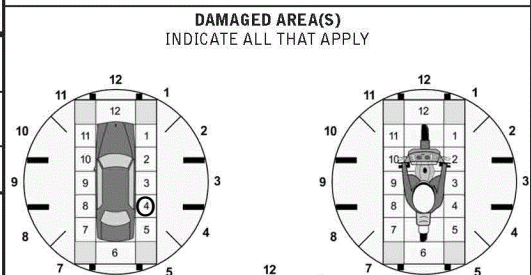 DAMAGED AREA(S)
INDICATE ALL THAT APPLY
12 12
11 1 11 1
12 12
10 11 1 2 10 11 1 2
10 2 10 2
9 9 3 3 9 9 3 3
8 8 4 4 8 8 4 4
7 5 7 5
6 6
7 5 7 5
12